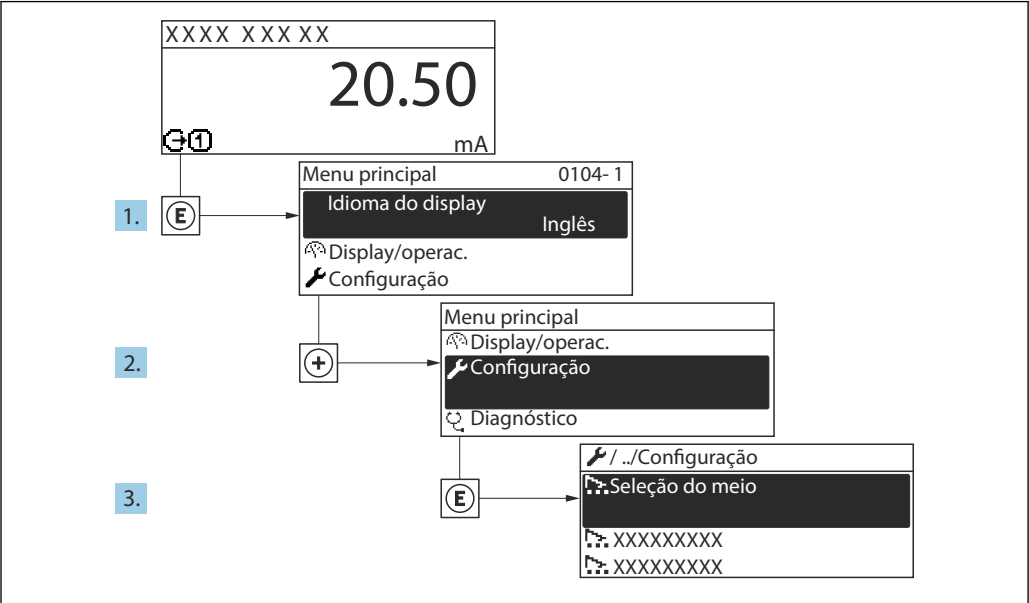 XXXX XXX XX
20.50
1
mA
Menu principal 0104- 1
1.
E
Idioma do display
Inglês
Display/operac.
Configuração
Menu principal
2.
+
Display/operac.
Configuração
Diagnóstico
/ ../Configuração
3.
E
Seleção do meio
XXXXXXXXX
XXXXXXXXX